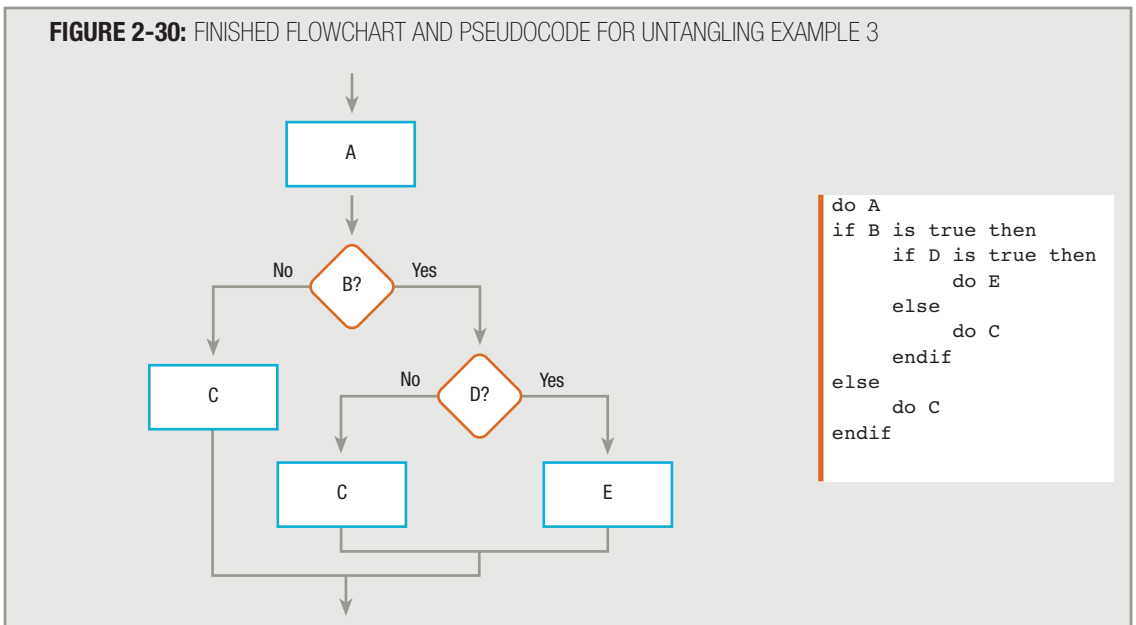 FIGURE 2-30: FINISHED FLOWCHART AND PSEUDOCODE FOR UNTANGLING EXAMPLE 3
A
B?
No
Yes
C
D?
No
Yes
C
E
do A
if B is true then
     if D is true then
          do E
     else
          do C
     endif
else
     do C
endif